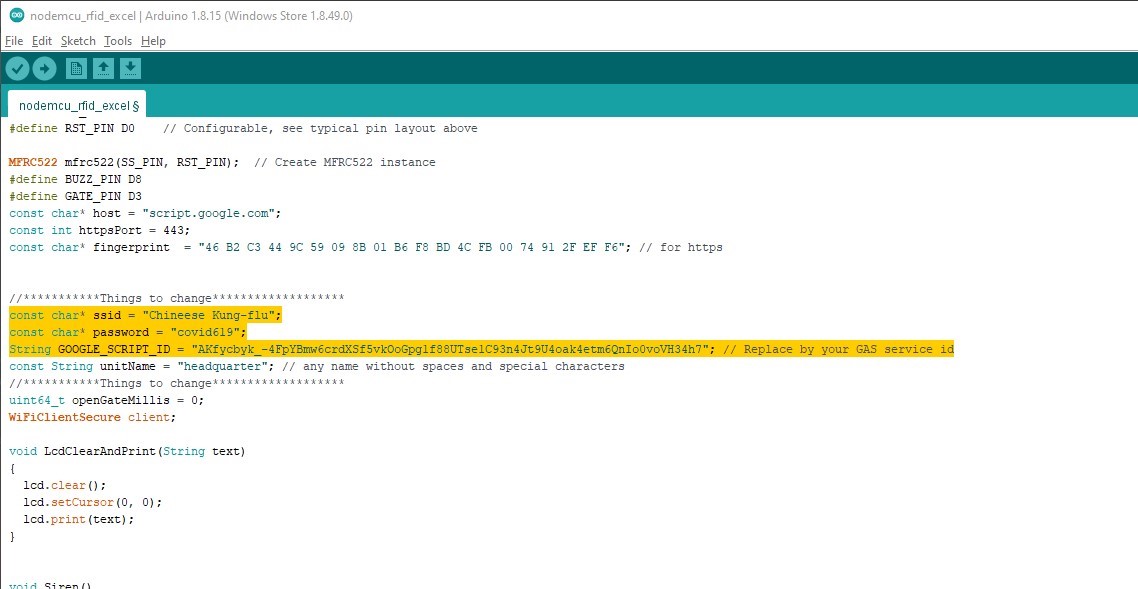 nodemcu_rfid_excel | Arduino 1.8.15 (Windows Store 1.8.49.0)
File Edit Sketch Tools Help
nodemcu_rfid_excel §
#define RST_PIN D0 // Configurable, see typical pin layout above
MFRC522 mfrc522(SS_PIN, RST_PIN); // Create MFRC522 instance
#define BUZZ_PIN D8
#define GATE_PIN D3
const char* host = "script.google.com";
const int httpsPort = 443;
const char* fingerprint = "46 B2 C3 44 9C 59 09 8B 01 B6 F8 BD 4C FB 00 74 91 2F EF F6"; // for https
//***********Things to change*******************
const char* ssid = "Chineese Kung-flu";
const char* password = "covid619";
String GOOGLE_SCRIPT_ID = "AKfycbyk_-4FpYBmw6crdXSf5vkOoGpglf88UTselC93n4Jt9U4oak4etm6QnIo0voVH34h7"; // Replace by your GAS service id
const String unitName = "headquarter"; // any name without spaces and special characters
//***********Things to change*******************
uint64_t openGateMillis = 0;
WiFiClientSecure client;
void LcdClearAndPrint(String text)
{
lcd.clear();
lcd.setCursor(0, 0);
lcd.print(text);
}
void Siren()